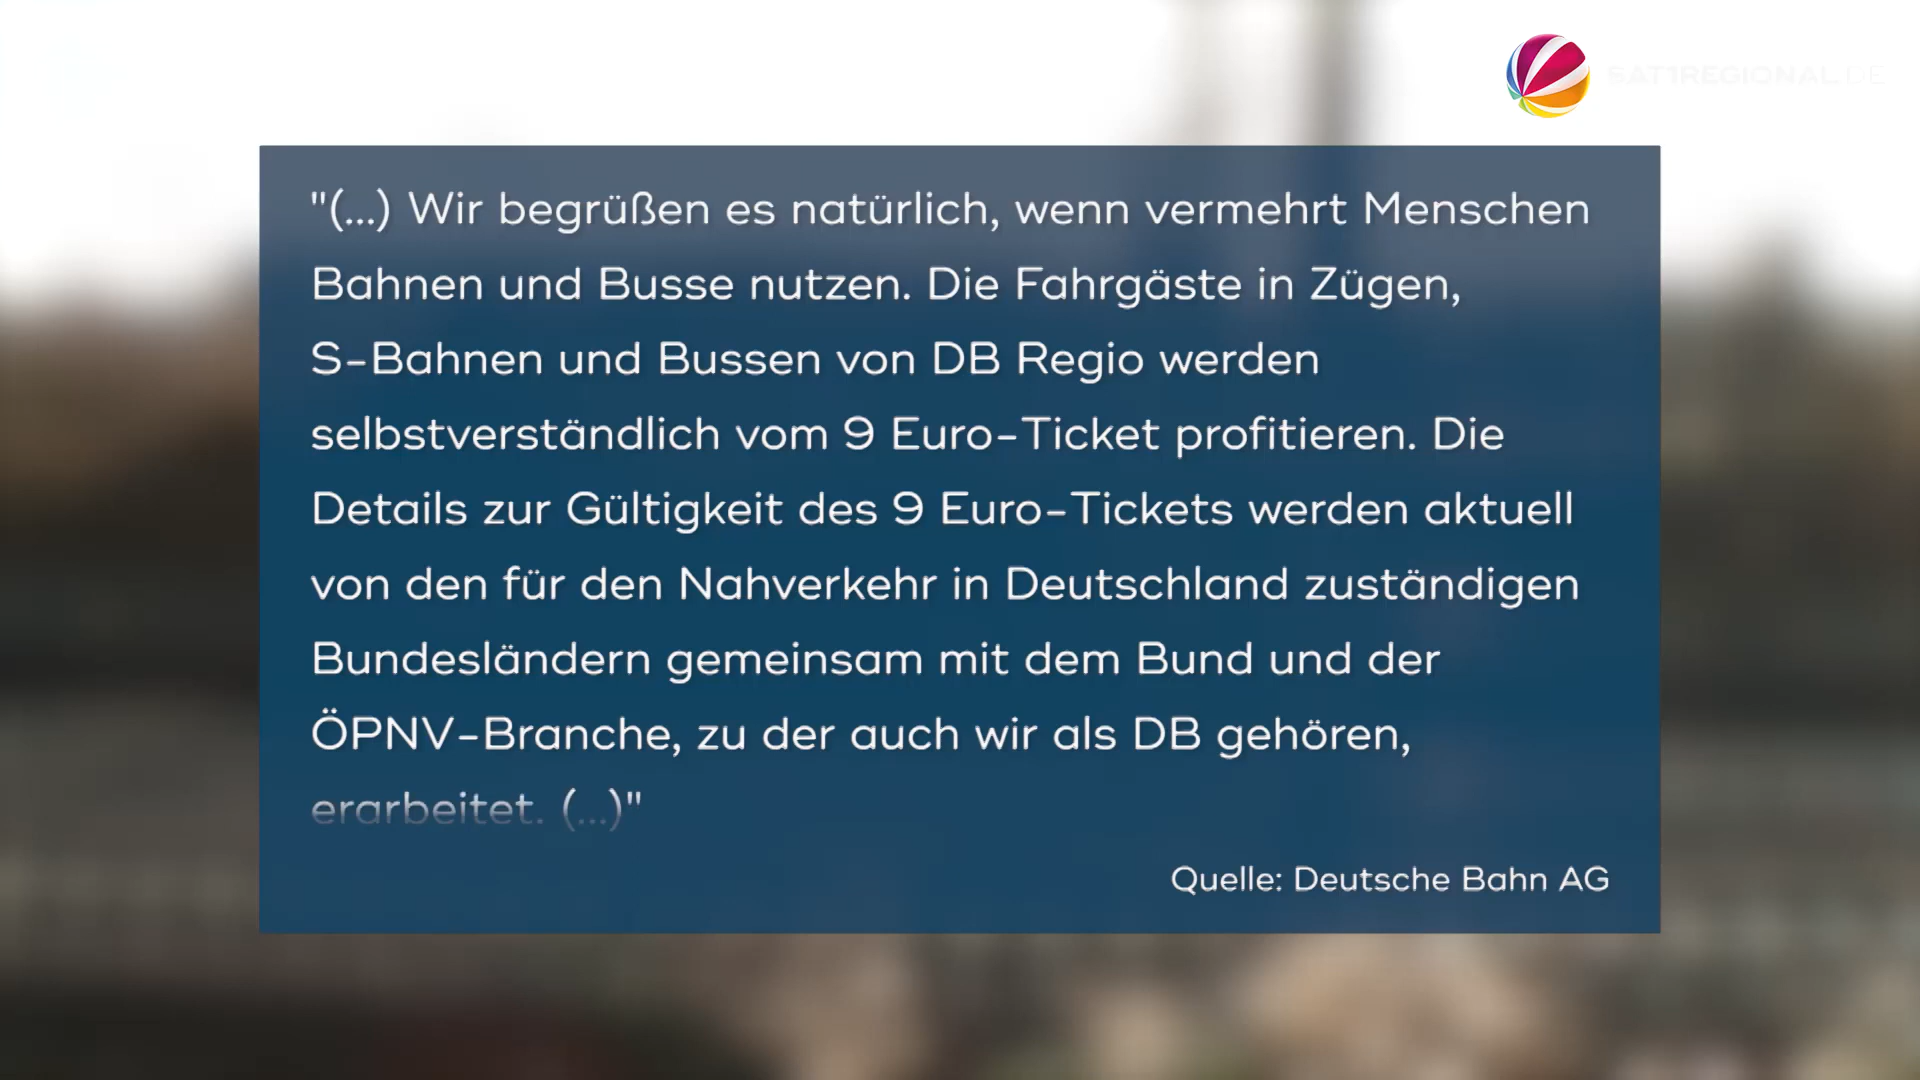 SAT1REGIONAL.DE
"(...) Wir begrüßen es natürlich, wenn vermehrt Menschen
Bahnen und Busse nutzen. Die Fahrgäste in Zügen,
S-Bahnen und Bussen von DB Regio werden
selbstverständlich vom 9 Euro-Ticket profitieren. Die
Details zur Gültigkeit des 9 Euro-Tickets werden aktuell
von den für den Nahverkehr in Deutschland zuständigen
Bundesländern gemeinsam mit dem Bund und der
ÖPNV-Branche, zu der auch wir als DB gehören,
erarbeitet. (...)"
Quelle: Deutsche Bahn AG